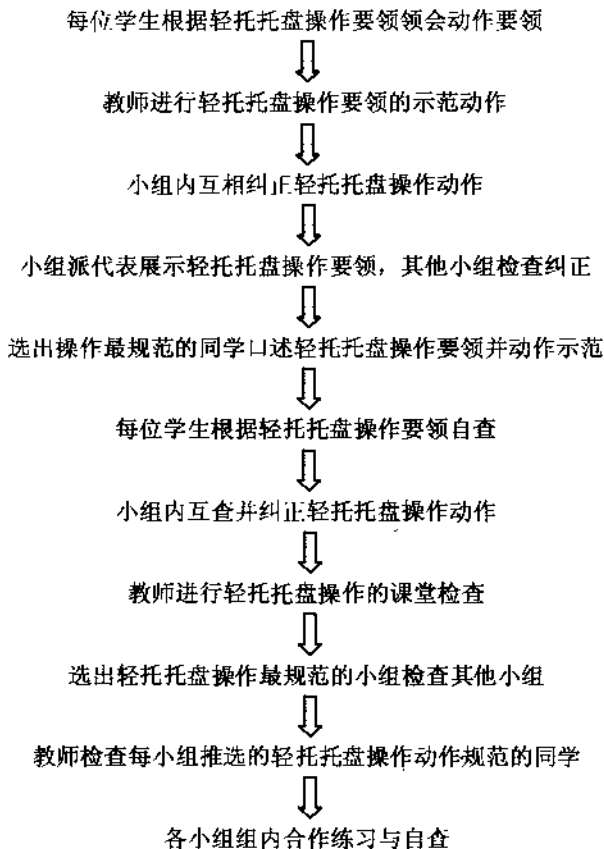 每位学生根据轻托托盘操作要领领会动作要领
教师进行轻托托盘操作要领的示范动作
小组内互相纠正轻托托盘操作动作
小组派代表展示轻托托盘操作要领，其他小组检查纠正
选出操作最规范的同学口述轻托托盘操作要领并动作示范
每位学生根据轻托托盘操作要领自查
小组内互查并纠正轻托托盘操作动作
教师进行轻托托盘操作的课堂检查
选出轻托托盘操作最规范的小组检查其他小组
教师检查每小组推选的轻托托盘操作动作规范的同学
各小组组内合作练习与自查